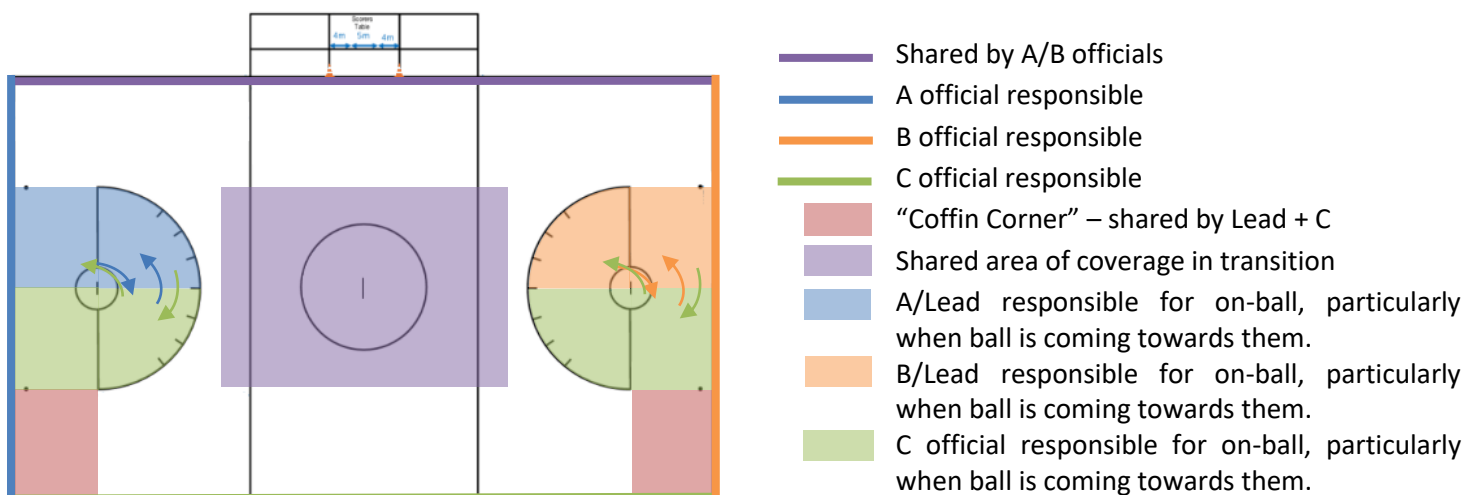 Scorers
Table
4m 5m 4m
Shared by A/B officials
A official responsible
B official responsible
C official responsible
“Coffin Corner” – shared by Lead + C
Shared area of coverage in transition
A/Lead responsible for on-ball, particularly
when ball is coming towards them.
B/Lead responsible for on-ball, particularly
when ball is coming towards them.
C official responsible for on-ball, particularly
when ball is coming towards them.